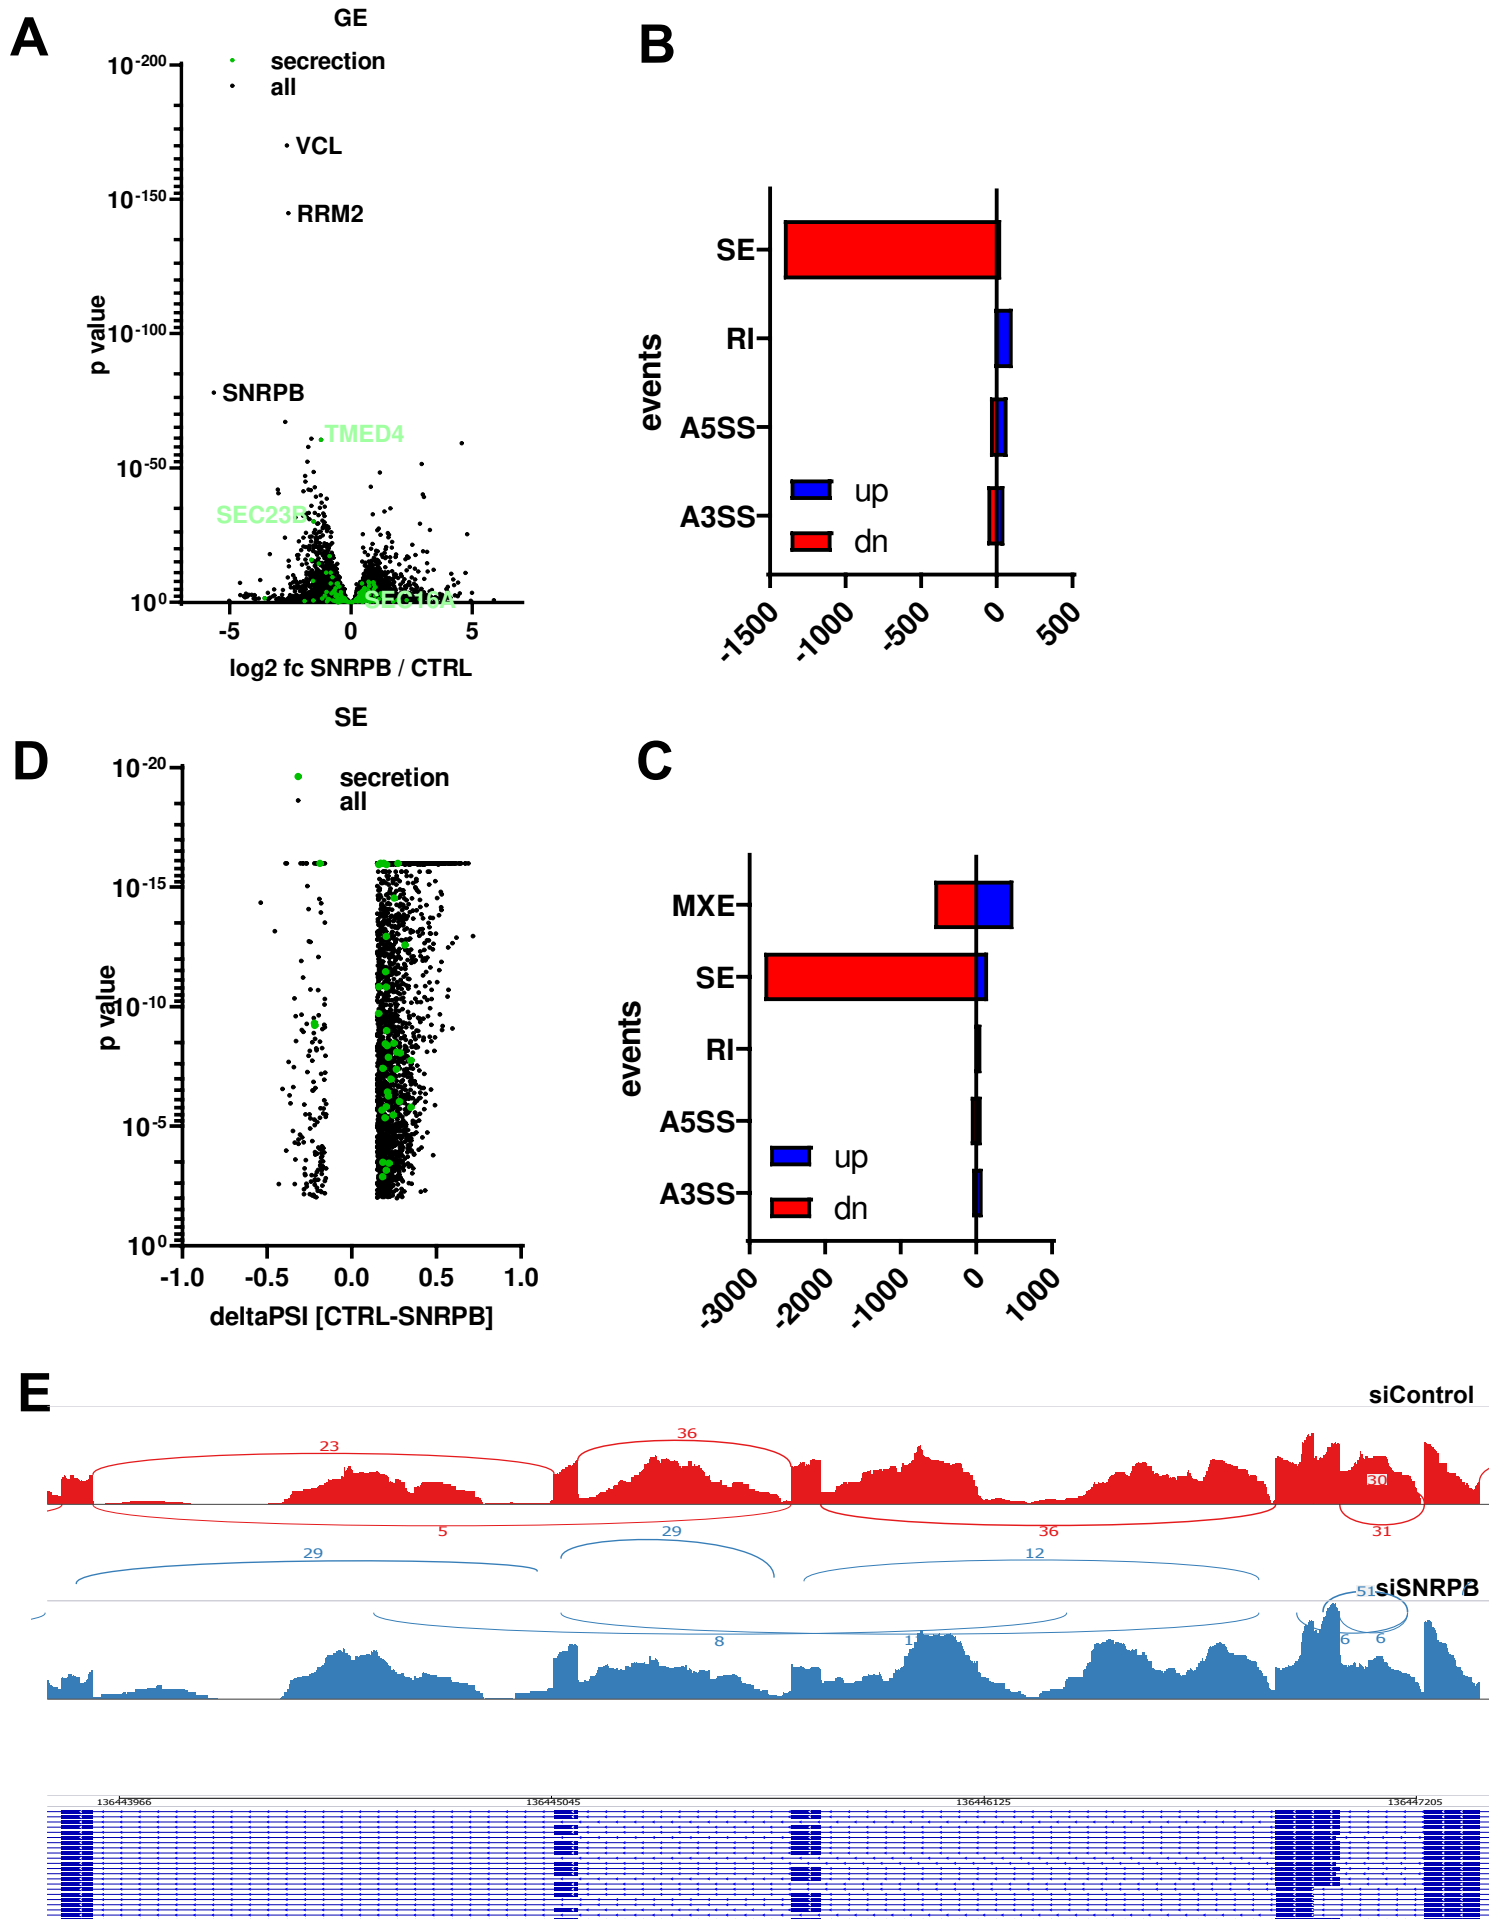 A
GE
secrection
all
10-200
10-150
10-100
10-50
100
p value
VCL
RRM2
SNRPB
TMED4
SEC23B
SEC16A
-5 0 5
log2 fc SNRPB / CTRL
B
events
SE
RI
A5SS
A3SS
up
dn
-1500 -1000 -500 0 500
D
SE
secretion
all
10-20
10-15
10-10
10-5
100
p value
-1.0 -0.5 0.0 0.5 1.0
deltaPSI [CTRL-SNRPB]
C
events
MXE
SE
RI
A5SS
A3SS
up
dn
-3000 -2000 -1000 0 1000
E
siControl
23
36
30
5
36
31
29
29
12
51
siSNRPB
8
1
6
6
136443966 136445045 136446125 136447205